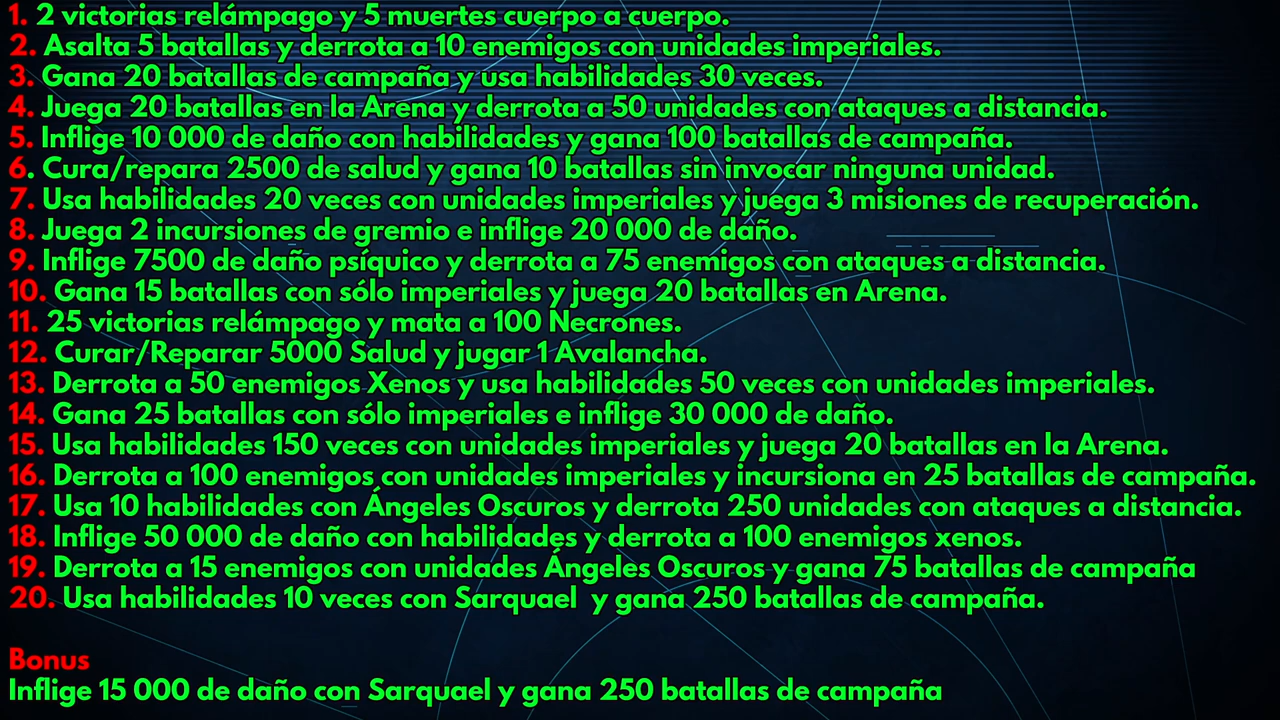 1. 2 victorias relámpago y 5 muertes cuerpo a cuerpo.
2. Asalta 5 batallas y derrota a 10 enemigos con unidades imperiales.
3. Gana 20 batallas de campaña y usa habilidades 30 veces.
4. Juega 20 batallas en la Arena y derrota a 50 unidades con ataques a distancia.
5. Inflige 10 000 de daño con habilidades y gana 100 batallas de campaña.
6. Cura/repara 2500 de salud y gana 10 batallas sin invocar ninguna unidad.
7. Usa habilidades 20 veces con unidades imperiales y juega 3 misiones de recuperación.
8. Juega 2 incursiones de gremio e inflige 20 000 de daño.
9. Inflige 7500 de daño psíquico y derrota a 75 enemigos con ataques a distancia.
10. Gana 15 batallas con sólo imperiales y juega 20 batallas en Arena.
11. 25 victorias relámpago y mata a 100 Necrones.
12. Curar/Reparar 5000 Salud y jugar 1 Avalancha.
13. Derrota a 50 enemigos Xenos y usa habilidades 50 veces con unidades imperiales.
14. Gana 25 batallas con sólo imperiales e inflige 30 000 de daño.
15. Usa habilidades 150 veces con unidades imperiales y juega 20 batallas en la Arena.
16. Derrota a 100 enemigos con unidades imperiales y incursiona en 25 batallas de campaña.
17. Usa 10 habilidades con Ángeles Oscuros y derrota 250 unidades con ataques a distancia.
18. Inflige 50 000 de daño con habilidades y derrota a 100 enemigos xenos.
19. Derrota a 15 enemigos con unidades Ángeles Oscuros y gana 75 batallas de campaña
20. Usa habilidades 10 veces con Sarquael y gana 250 batallas de campaña.
Bonus
Inflige 15 000 de daño con Sarquael y gana 250 batallas de campaña